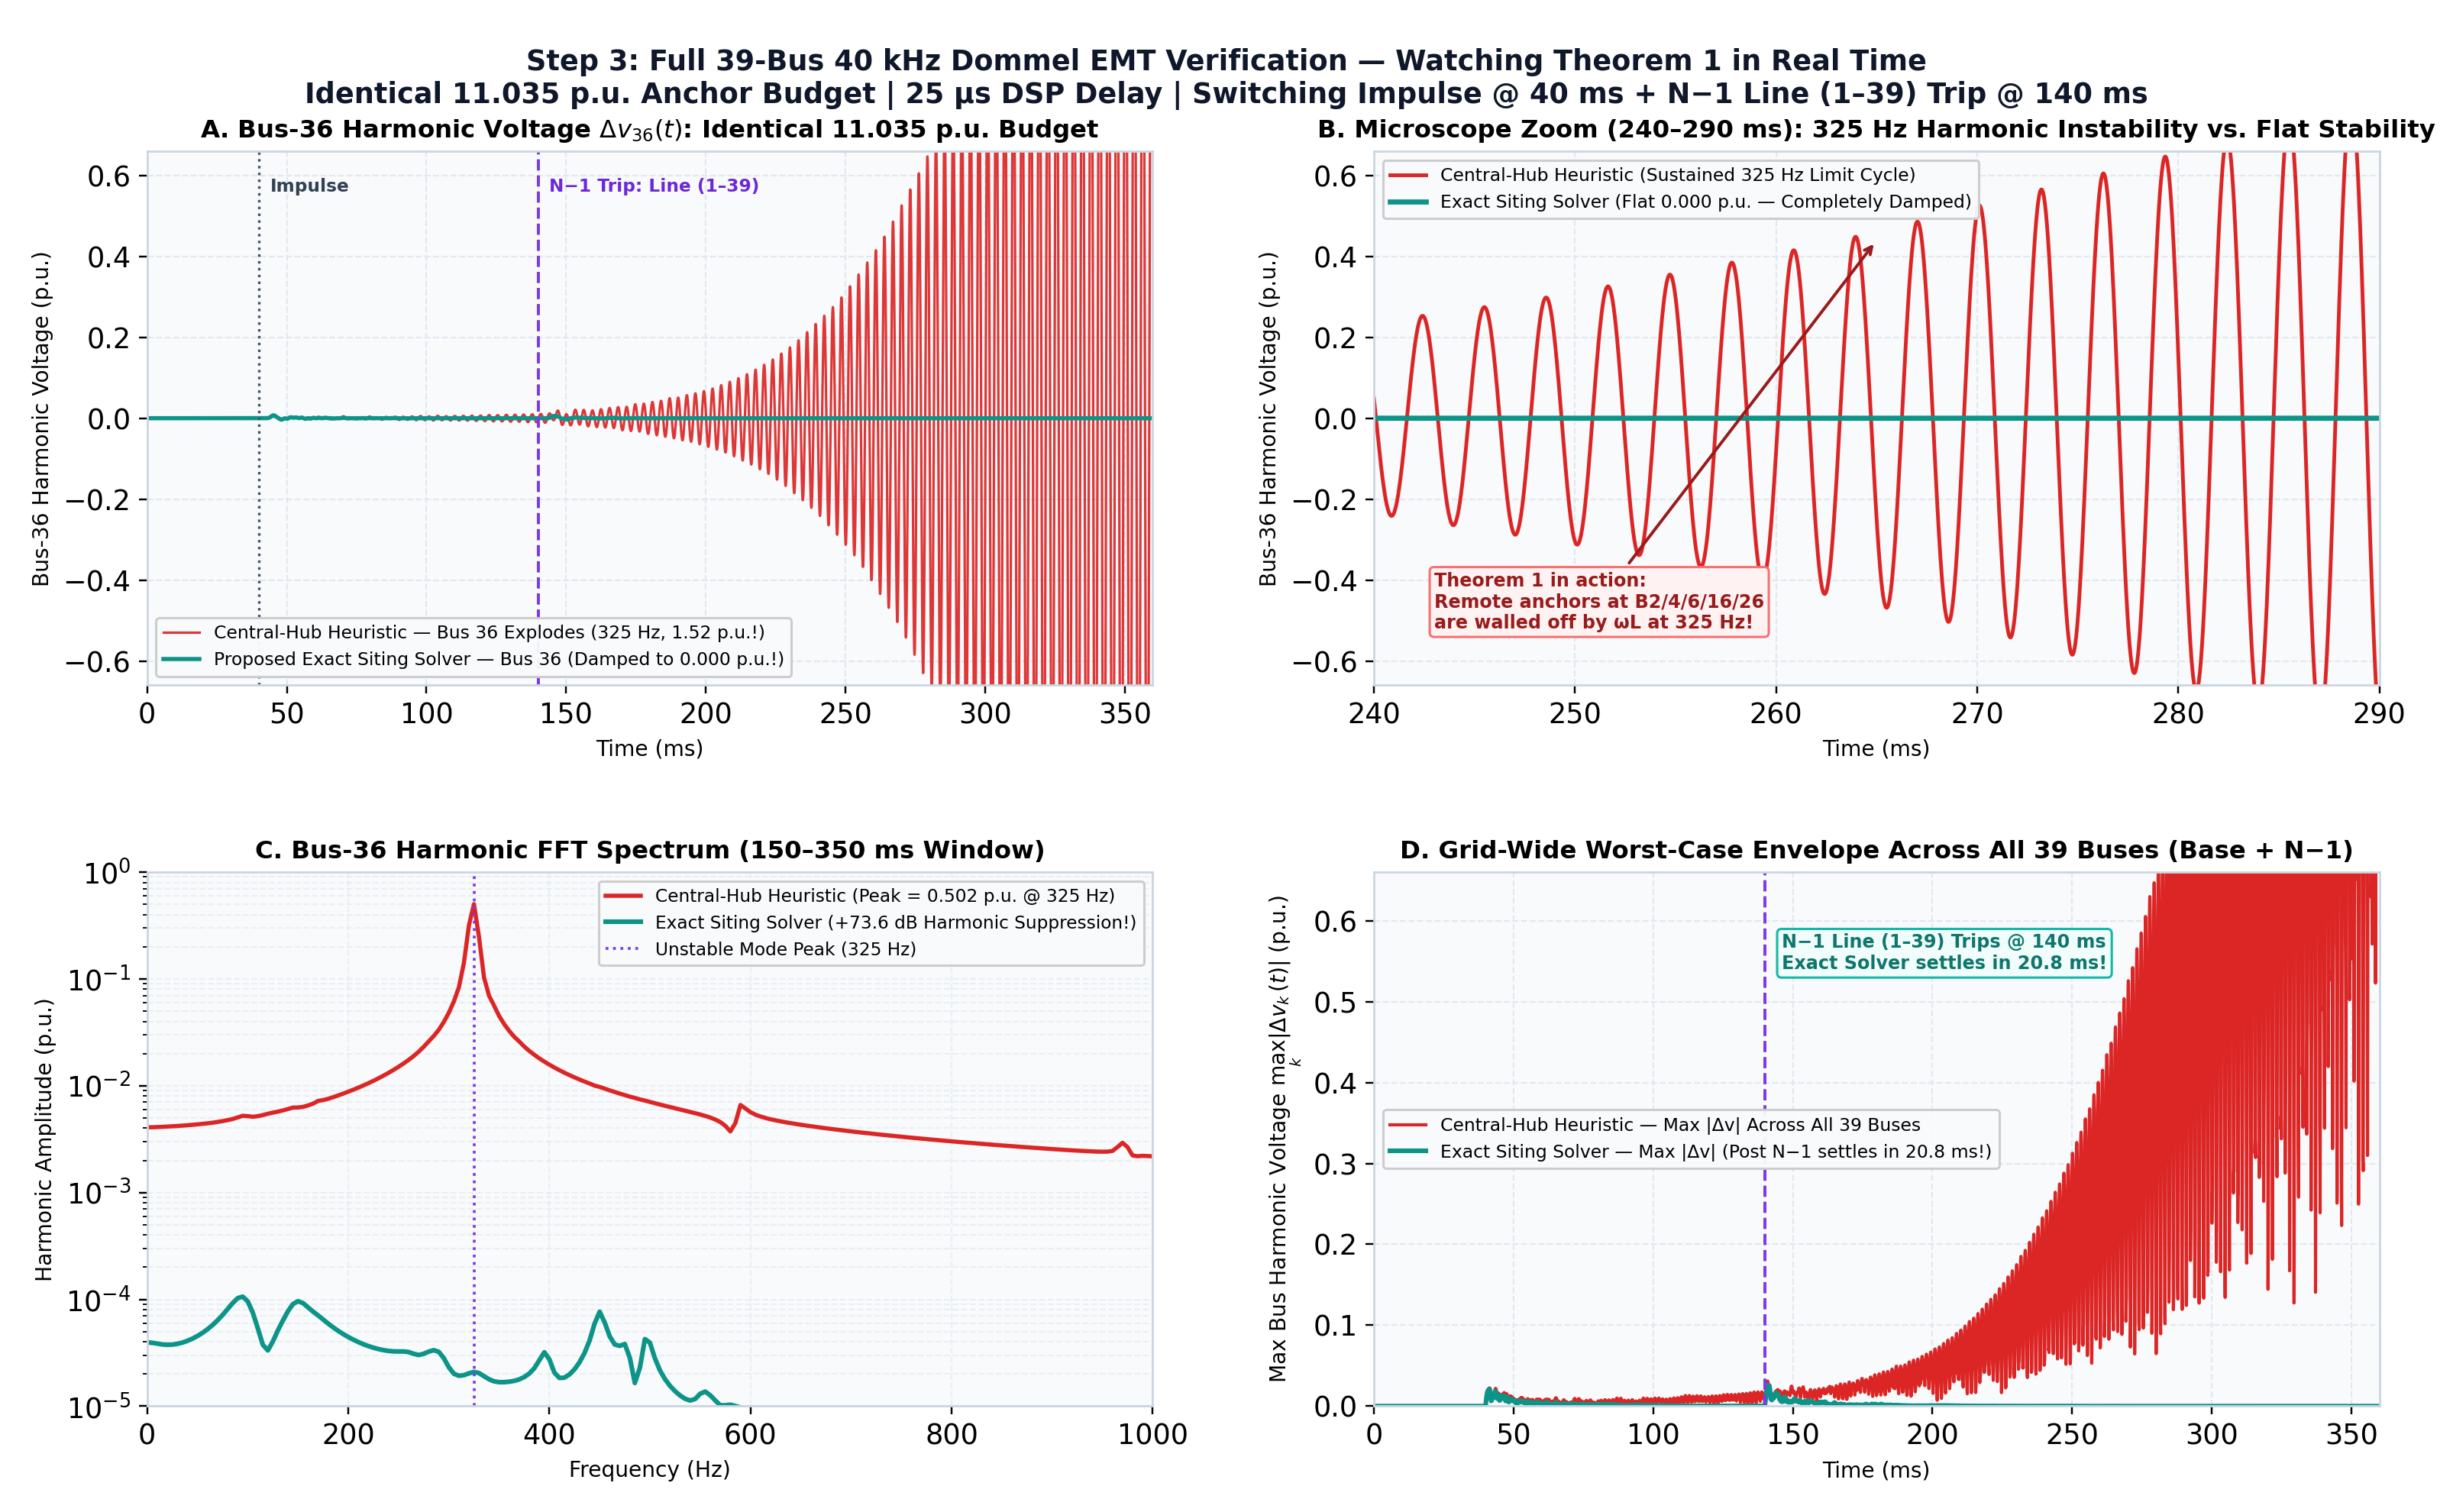 Step 3: Full 39-Bus 40 kHz Dommel EMT Verification — Watching Theorem 1 in Real Time
Identical 11.035 p.u. Anchor Budget | 25 µs DSP Delay | Switching Impulse @ 40 ms + N−1 Line (1–39) Trip @ 140 ms
A. Bus-36 Harmonic Voltage Δv36(t): Identical 11.035 p.u. Budget
Bus-36 Harmonic Voltage (p.u.)
0.6
0.4
0.2
0.0
−0.2
−0.4
−0.6
Impulse
N−1 Trip: Line (1–39)
Central-Hub Heuristic — Bus 36 Explodes (325 Hz, 1.52 p.u.!)
Proposed Exact Siting Solver — Bus 36 (Damped to 0.000 p.u.!)
0 50 100 150 200 250 300 350
Time (ms)
B. Microscope Zoom (240–290 ms): 325 Hz Harmonic Instability vs. Flat Stability
Bus-36 Harmonic Voltage (p.u.)
0.6
0.4
0.2
0.0
−0.2
−0.4
−0.6
Central-Hub Heuristic (Sustained 325 Hz Limit Cycle)
Exact Siting Solver (Flat 0.000 p.u. — Completely Damped)
Theorem 1 in action:
Remote anchors at B2/4/6/16/26
are walled off by ωL at 325 Hz!
240 250 260 270 280 290
Time (ms)
C. Bus-36 Harmonic FFT Spectrum (150–350 ms Window)
Harmonic Amplitude (p.u.)
10^0
10^−1
10^−2
10^−3
10^−4
10^−5
Central-Hub Heuristic (Peak = 0.502 p.u. @ 325 Hz)
Exact Siting Solver (+73.6 dB Harmonic Suppression!)
Unstable Mode Peak (325 Hz)
0 200 400 600 800 1000
Frequency (Hz)
D. Grid-Wide Worst-Case Envelope Across All 39 Buses (Base + N−1)
Max Bus Harmonic Voltage max k |Δvk(t)| (p.u.)
0.6
0.5
0.4
0.3
0.2
0.1
0.0
N−1 Line (1–39) Trips @ 140 ms
Exact Solver settles in 20.8 ms!
Central-Hub Heuristic — Max |Δv| Across All 39 Buses
Exact Siting Solver — Max |Δv| (Post N−1 settles in 20.8 ms!)
0 50 100 150 200 250 300 350
Time (ms)